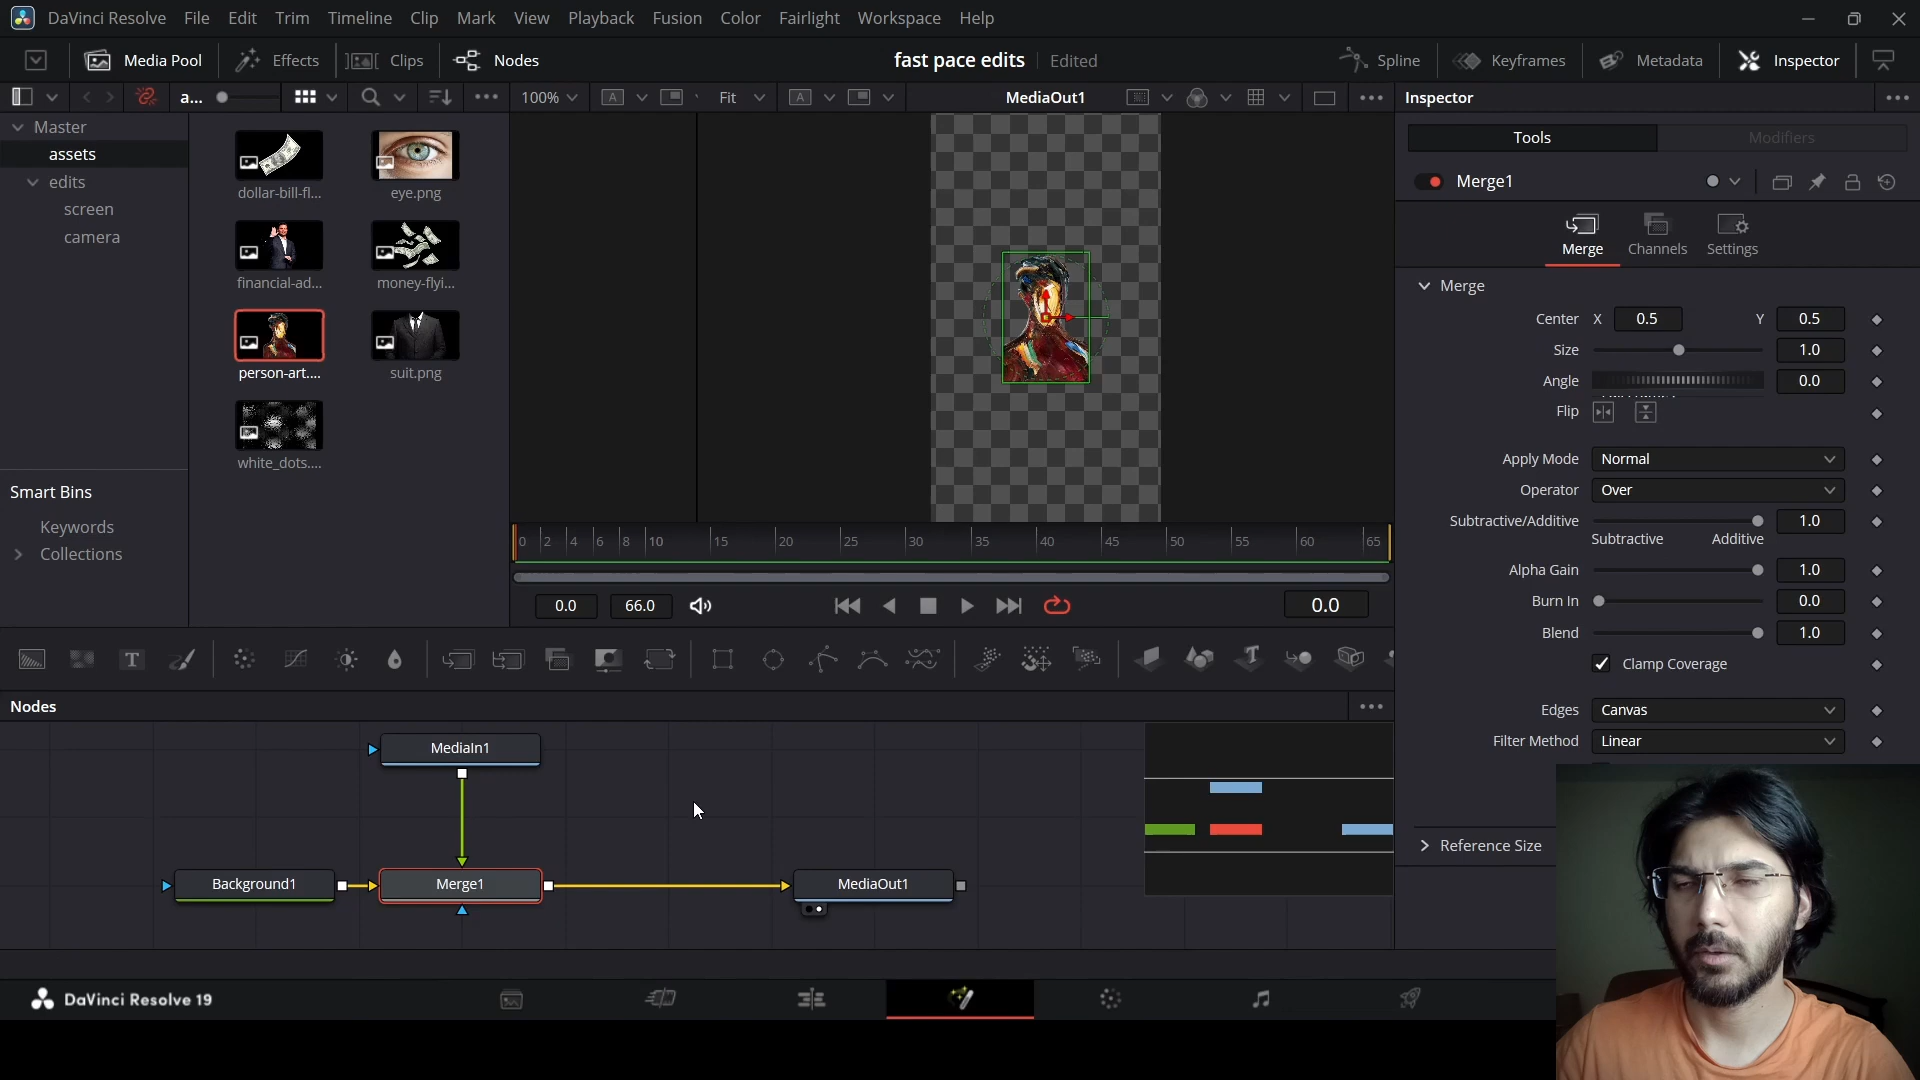 DaVinci Resolve File Edit Trim Timeline Clip Mark View Playback Fusion Color Fairlight Workspace Help
Media Pool Effects Clips Nodes fast pace edits Edited Spline Keyframes Metadata Inspector
a... 100% A Fit A MediaOut1 Inspector
Master
assets
edits
screen
camera
dollar-bill-fl...
eye.png
financial-ad...
money-flyi...
person-art....
suit.png
white_dots....
Smart Bins
Keywords
Collections
0 2 4 6 8 10 15 20 25 30 35 40 45 50 55 60 65
0.0 66.0 0.0
T T
Nodes
MediaIn1
Background1 Merge1 MediaOut1
Tools Modifiers
Merge1
Merge Channels Settings
Merge
Center X 0.5 Y 0.5
Size 1.0
Angle 0.0
Flip
Apply Mode Normal
Operator Over
Subtractive/Additive 1.0
Subtractive Additive
Alpha Gain 1.0
Burn In 0.0
Blend 1.0
Clamp Coverage
Edges Canvas
Filter Method Linear
Reference Size
DaVinci Resolve 19